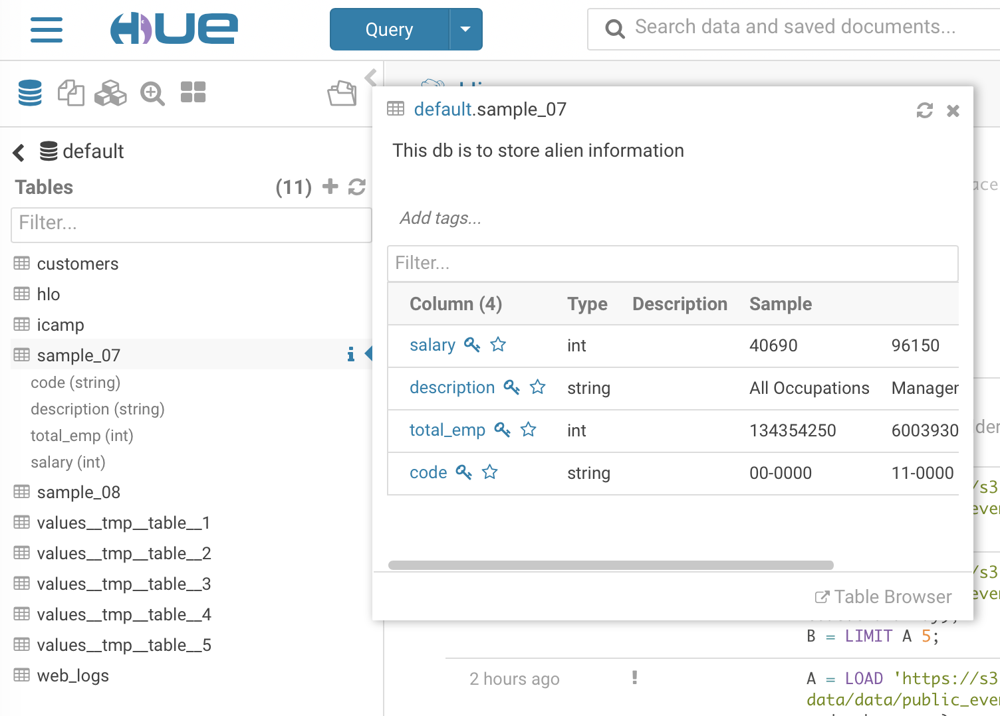 HUE
Query
Search data and saved documents...
default
Tables (11)
Filter...
customers
hlo
icamp
sample_07
code (string)
description (string)
total_emp (int)
salary (int)
sample_08
values__tmp__table__1
values__tmp__table__2
values__tmp__table__3
values__tmp__table__4
values__tmp__table__5
web_logs
default.sample_07
This db is to store alien information
Add tags...
Filter...
Column (4) Type Description Sample
salary int 40690 96150
description string All Occupations Manager
total_emp int 134354250 6003930
code string 00-0000 11-0000
Table Browser
ace
der
/s3
ever
/s3
ever
B = LIMIT A 5;
2 hours ago ! A = LOAD 'https://s3
data/data/public_ever